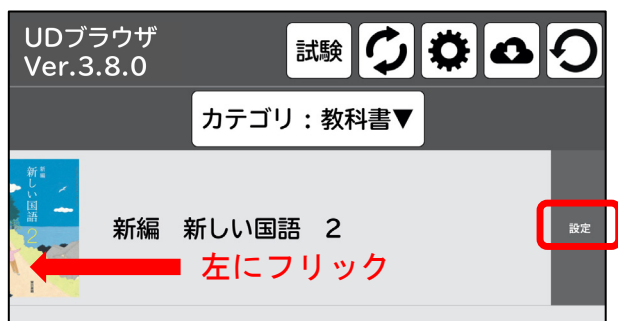 UDブラウザ
Ver.3.8.0
試験
カテゴリ：教科書▼
新編
新しい国語
2
新編　新しい国語　2
設定
左にフリック